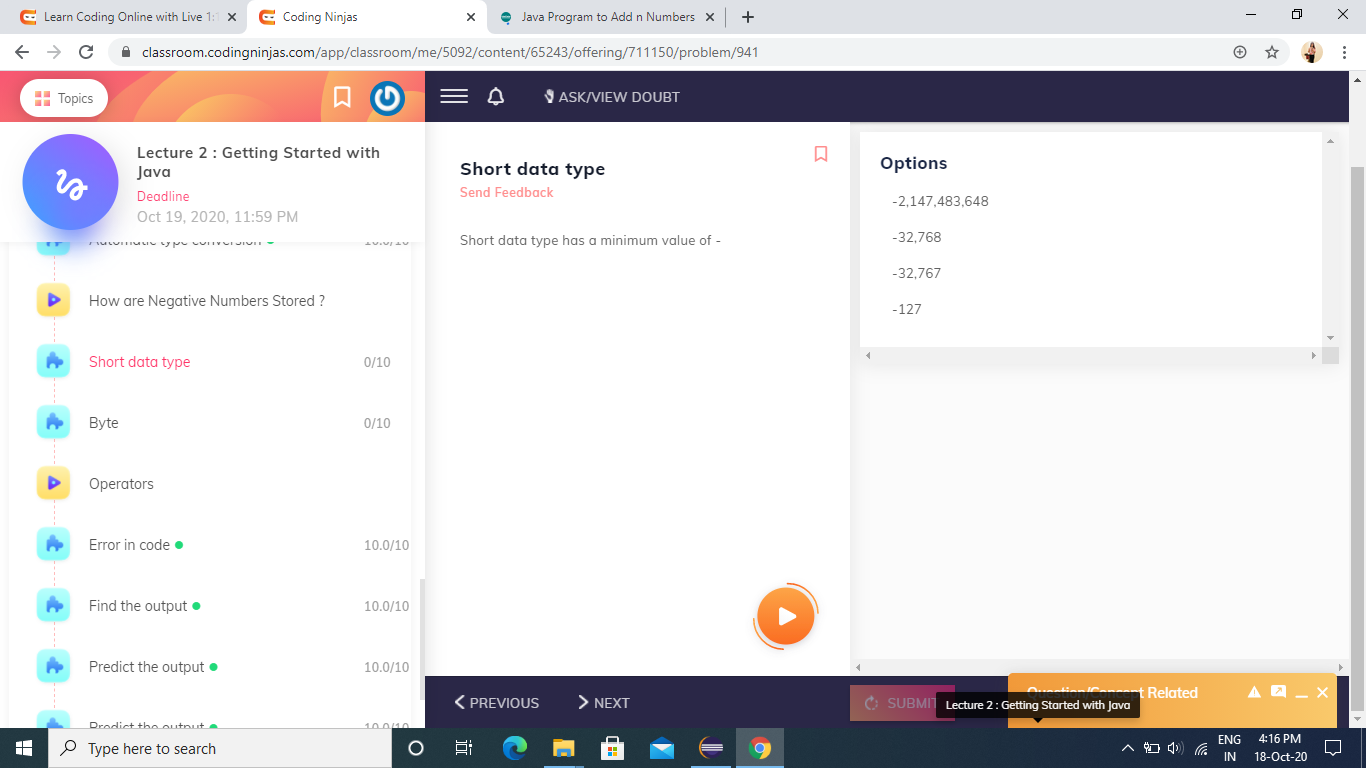 Learn Coding Online with Live 1:1
Coding Ninjas
Java Program to Add n Numbers
classroom.codingninjas.com/app/classroom/me/5092/content/65243/offering/711150/problem/941
Topics
ASK/VIEW DOUBT
Lecture 2 : Getting Started with
Java
Deadline
Oct 19, 2020, 11:59 PM
Automatic type conversion 10.0/10
How are Negative Numbers Stored ?
Short data type 0/10
Byte 0/10
Operators
Error in code 10.0/10
Find the output 10.0/10
Predict the output 10.0/10
Predict the output 10.0/10
Short data type
Send Feedback
Short data type has a minimum value of -
Options
-2,147,483,648
-32,768
-32,767
-127
PREVIOUS
NEXT
SUBMIT
Question/Concept Related
Lecture 2 : Getting Started with Java
Type here to search
ENG
IN
4:16 PM
18-Oct-20